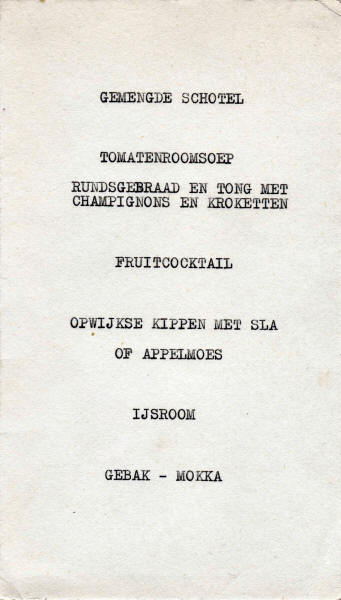 GEMENGDE SCHOTEL
TOMATENROOMSOEP
RUNDSGEBRAAD EN TONG MET
CHAMPIGNONS EN KROKETTEN
FRUITCOCKTAIL
OPWIJKSE KIPPEN MET SLA
OF APPELMOES
IJSROOM
GEBAK - MOKKA